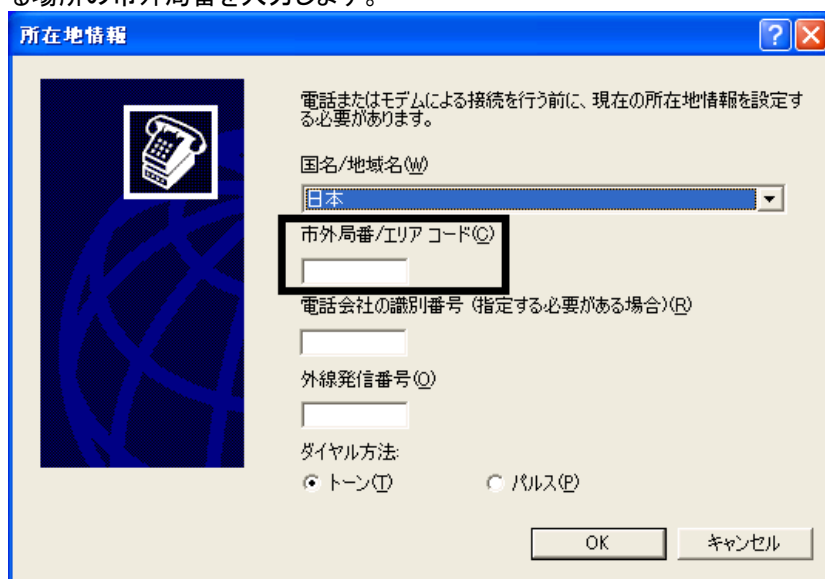 る場所の市外局番を入力します。
所在地情報
電話またはモデムによる接続を行う前に、現在の所在地情報を設定す
る必要があります。
国名/地域名(W)
日本
市外局番/エリア コード(C)
電話会社の識別番号 (指定する必要がある場合)(R)
外線発信番号(O)
ダイヤル方法:
トーン(T) パルス(P)
OK キャンセル